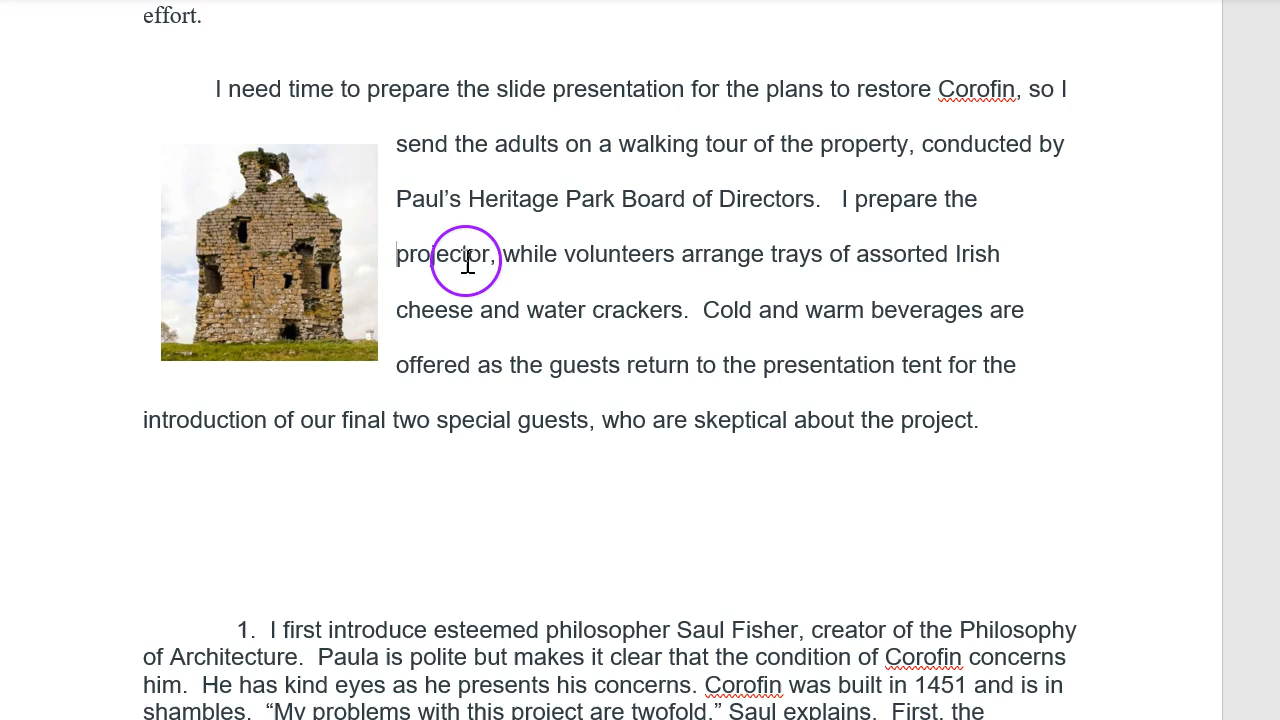 effort.
I need time to prepare the slide presentation for the plans to restore Corofin, so I
send the adults on a walking tour of the property, conducted by
Paul’s Heritage Park Board of Directors.   I prepare the
projector, while volunteers arrange trays of assorted Irish
cheese and water crackers.  Cold and warm beverages are
offered as the guests return to the presentation tent for the
introduction of our final two special guests, who are skeptical about the project.
1.  I first introduce esteemed philosopher Saul Fisher, creator of the Philosophy
of Architecture.  Paula is polite but makes it clear that the condition of Corofin concerns
him.  He has kind eyes as he presents his concerns. Corofin was built in 1451 and is in
shambles.  “My problems with this project are twofold,” Saul explains.  First, the